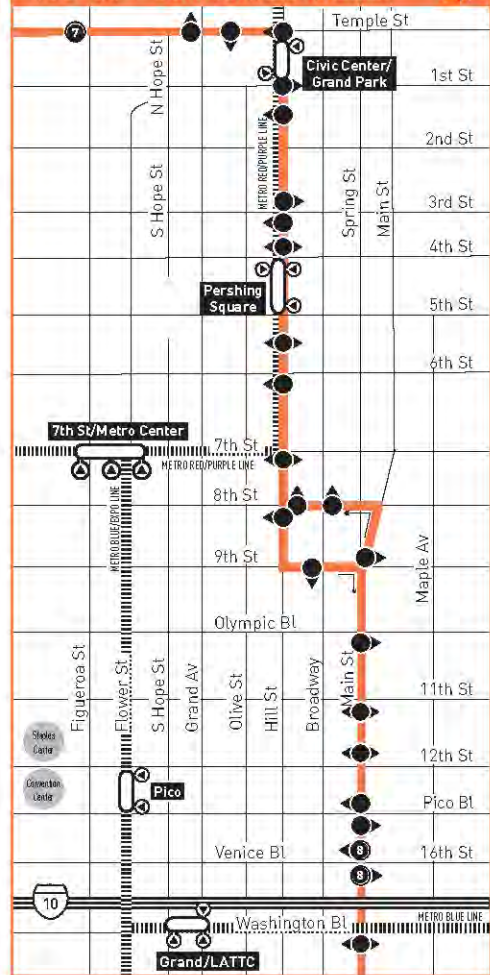 Temple St
7
N Hope St
Civic Center/
Grand Park
1st St
METRO RED/PURPLE LINE
2nd St
S Hope St
Spring St
Main St
3rd St
4th St
Pershing
Square
5th St
6th St
7th St/Metro Center
7th St
METRO RED/PURPLE LINE
8th St
METRO BLUE/EXPO LINE
9th St
Maple Av
Olympic Bl
Figueroa St
Flower St
S Hope St
Grand Av
Olive St
Hill St
Broadway
Main St
11th St
Staples
Center
12th St
Convention
Center
Pico
Pico Bl
Venice Bl
8
16th St
8
10
Washington Bl
METRO BLUE LINE
Grand/LATTC